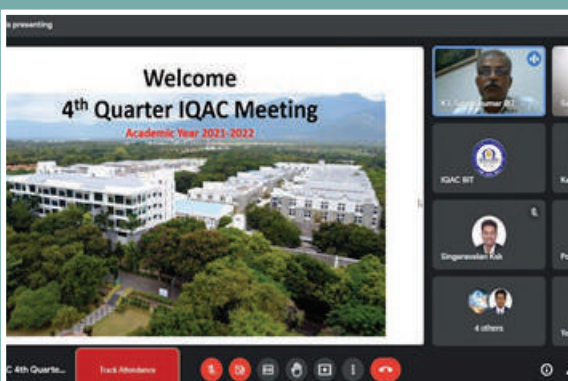 s presenting
Welcome
4th Quarter IQAC Meeting
Academic Year 2021-2022
IQAC BIT
Singaravelan Ksk
4 others
C 4th Quarte...
Track Attendance